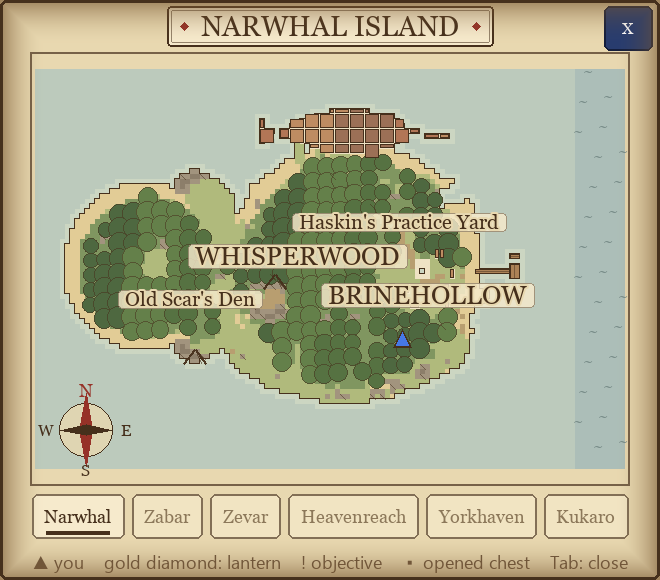 NARWHAL ISLAND
X
Haskin's Practice Yard
WHISPERWOOD
Old Scar's Den
BRINEHOLLOW
N
W E
S
Narwhal Zabar Zevar Heavenreach Yorkhaven Kukaro
▲ you gold diamond: lantern ! objective • opened chest Tab: close